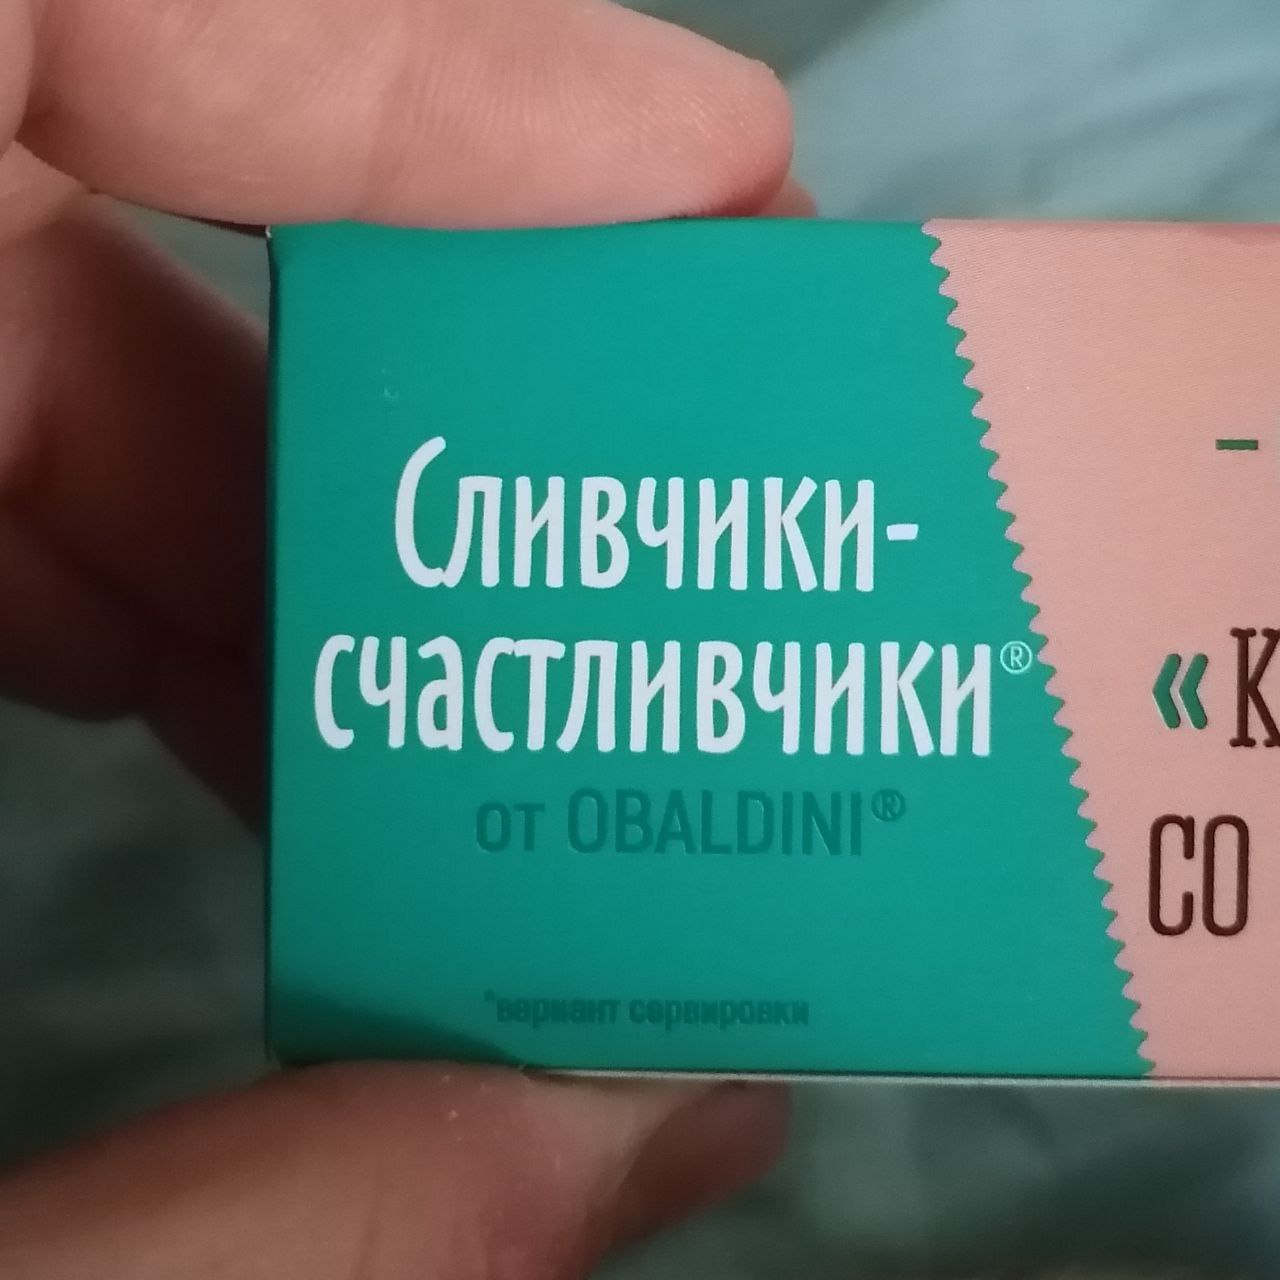 Сливчики-
счастливчики®
от OBALDINI®
*вариант сервировки
-
«К
со